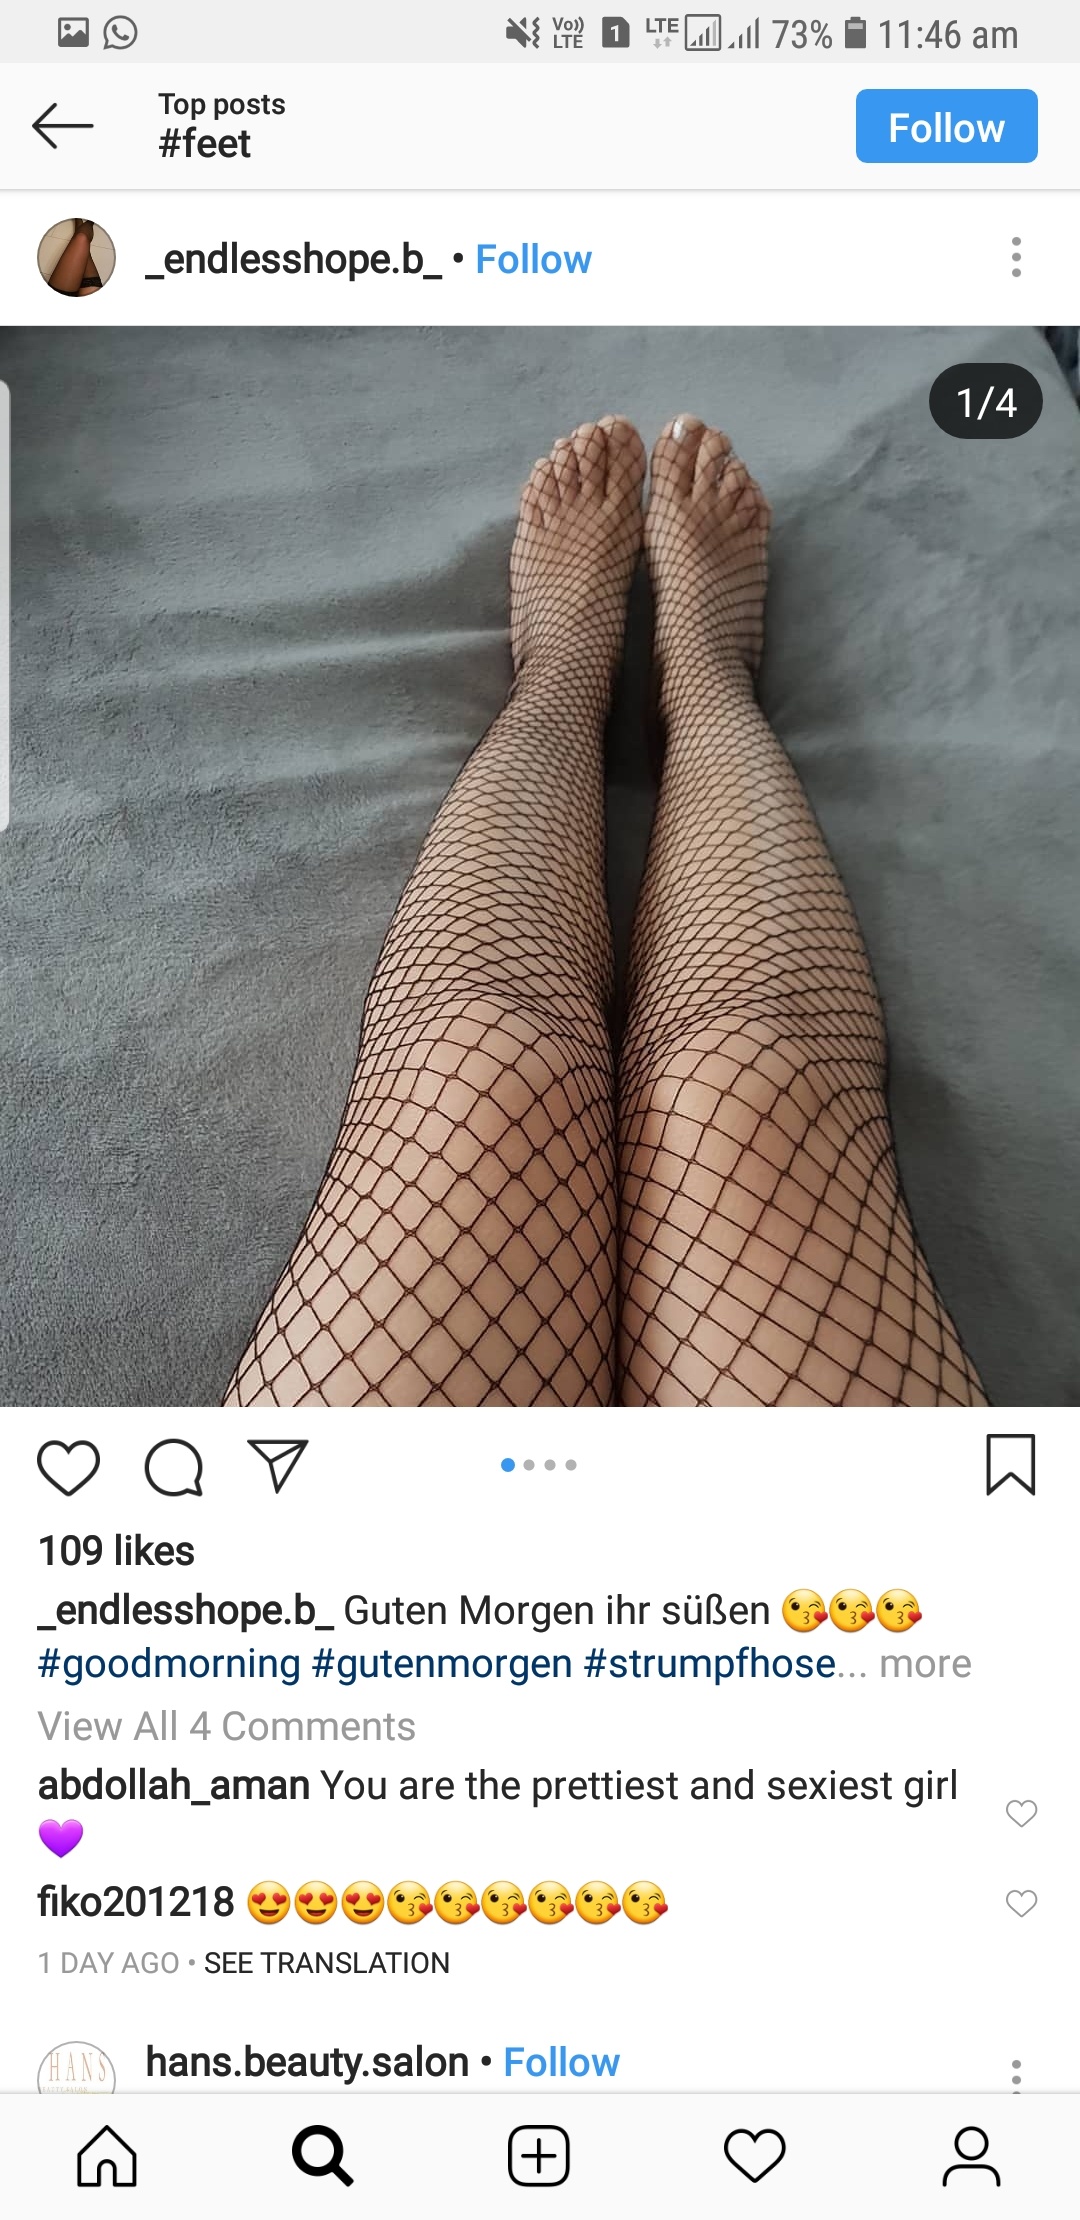 Vo)) LTE 1 LTE 73% 11:46 am
Top posts
#feet
Follow
_endlesshope.b_ • Follow
1/4
109 likes
_endlesshope.b_ Guten Morgen ihr süßen 😘😘😘
#goodmorning #gutenmorgen #strumpfhose... more
View All 4 Comments
abdollah_aman You are the prettiest and sexiest girl
💜
fiko201218 😍😍😍😘😘😘😘😘😘
1 DAY AGO • SEE TRANSLATION
HANS
hans.beauty.salon • Follow